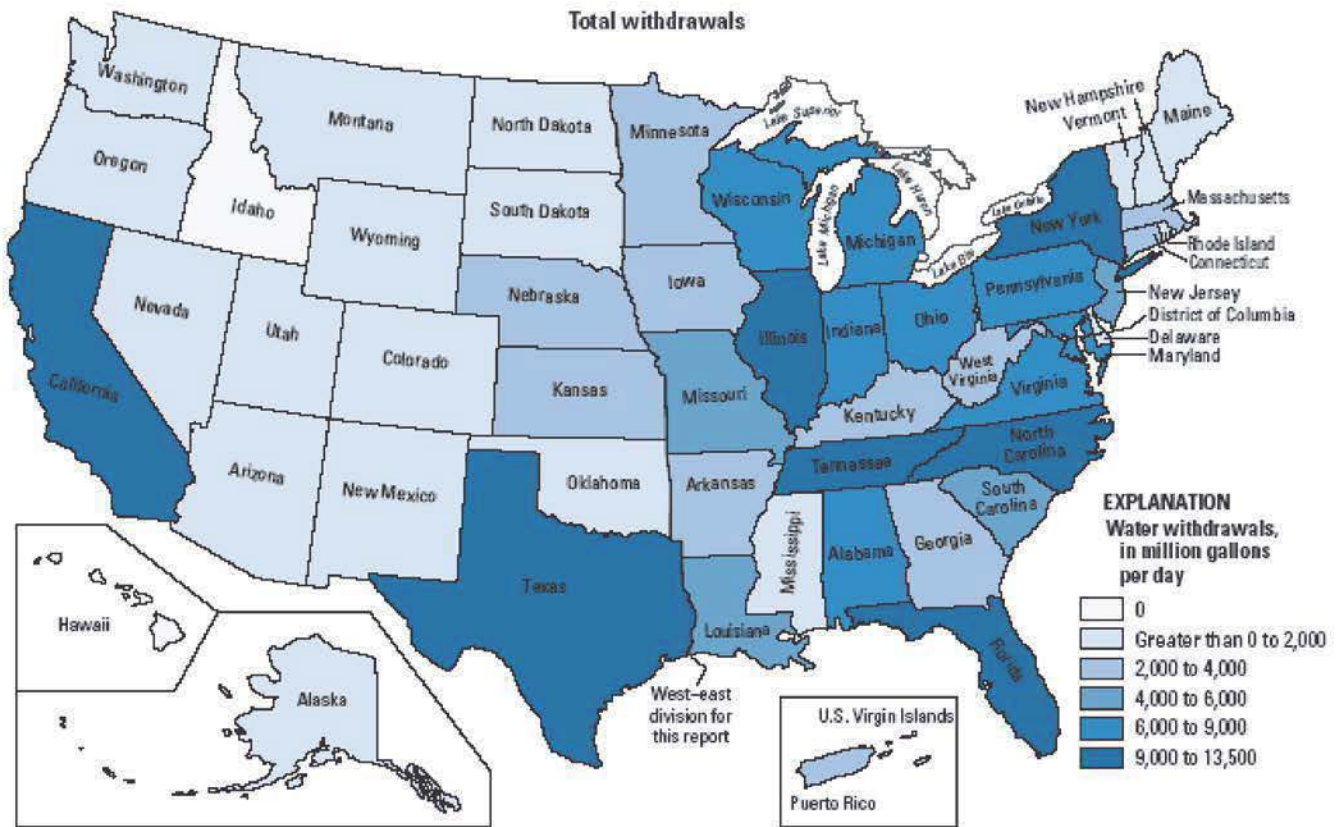 Total withdrawals
Washington
Montana
North Dakota
Minnesota
Lake Superior
New Hampshire
Vermont
Maine
Oregon
Idaho
Wyoming
South Dakota
Wisconsin
Lake Michigan
Michigan
Lake Huron
Lake Ontario
New York
Massachusetts
Rhode Island
Connecticut
Nevada
Utah
Colorado
Nebraska
Iowa
Illinois
Indiana
Ohio
Pennsylvania
New Jersey
District of Columbia
Delaware
Maryland
California
Kansas
Missouri
Kentucky
West
Virginia
Virginia
Arizona
New Mexico
Oklahoma
Arkansas
Tennassee
North
Carolina
South
Carolina
Texas
Louisiana
Mississippi
Alabama
Georgia
Florida
Hawaii
Alaska
West–east
division for
this report
U.S. Virgin Islands
Puerto Rico
EXPLANATION
Water withdrawals,
in million gallons
per day
0
Greater than 0 to 2,000
2,000 to 4,000
4,000 to 6,000
6,000 to 9,000
9,000 to 13,500